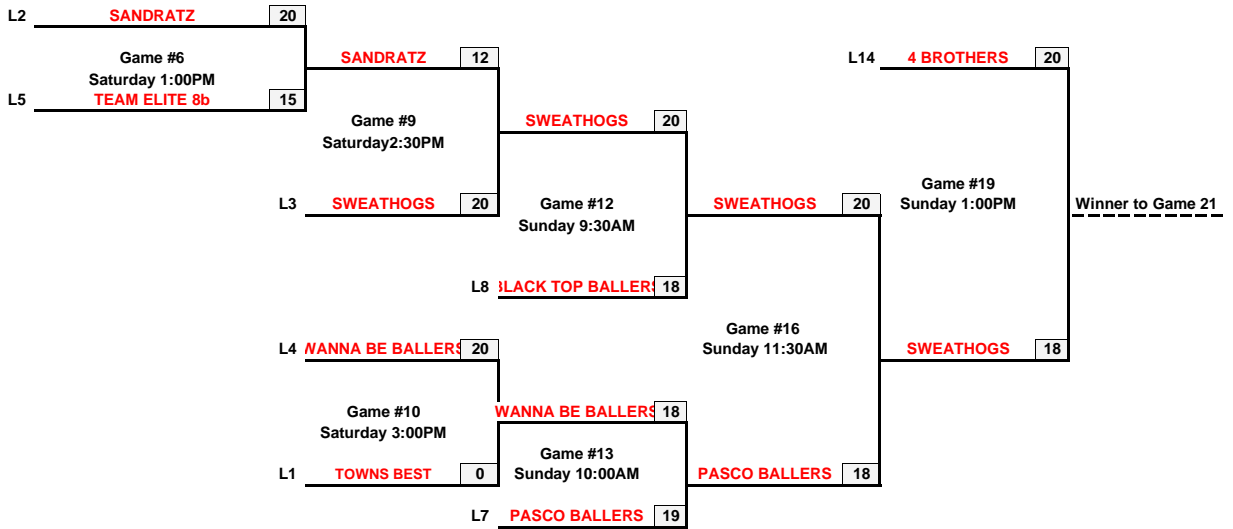 L2 SANDRATZ 20
Game #6
Saturday 1:00PM
L5 TEAM ELITE 8b 15
SANDRATZ 12
Game #9
Saturday2:30PM
L3 SWEATHOGS 20
SWEATHOGS 20
Game #12
Sunday 9:30AM
L8 BLACK TOP BALLERS 18
L4 WANNA BE BALLERS 20
Game #10
Saturday 3:00PM
L1 TOWNS BEST 0
WANNA BE BALLERS 18
Game #13
Sunday 10:00AM
L7 PASCO BALLERS 19
SWEATHOGS 20
Game #16
Sunday 11:30AM
PASCO BALLERS 18
L14 4 BROTHERS 20
Game #19
Sunday 1:00PM
SWEATHOGS 18
Winner to Game 21